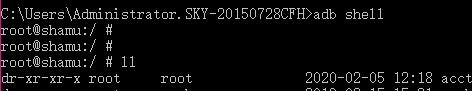 C:\Users\Administrator.SKY-20150728CFH>adb shell
root@shamu:/ #
root@shamu:/ #
root@shamu:/ # ll
dr-xr-xr-x root     root              2020-02-05 12:18 acct